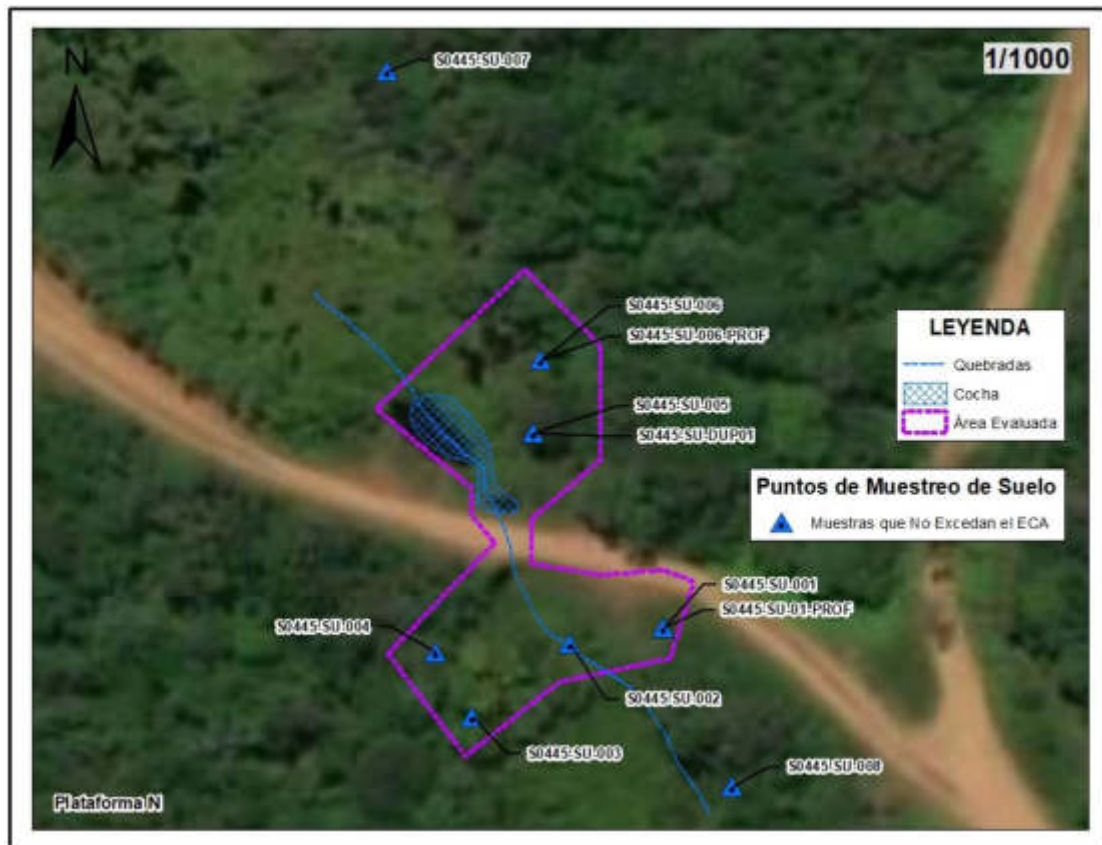 S0445-SU-007
1/1000
N
S0445-SU-006
S0445-SU-006-PROF
S0445-SU-005
S0445-SU-DUP01
LEYENDA
Quebradas
Cocha
Área Evaluada
Puntos de Muestreo de Suelo
Muestras que No Excedan el ECA
S0445-SU-001
S0445-SU-01-PROF
S0445-SU-004
S0445-SU-002
S0445-SU-003
S0445-SU-008
Plataforma N